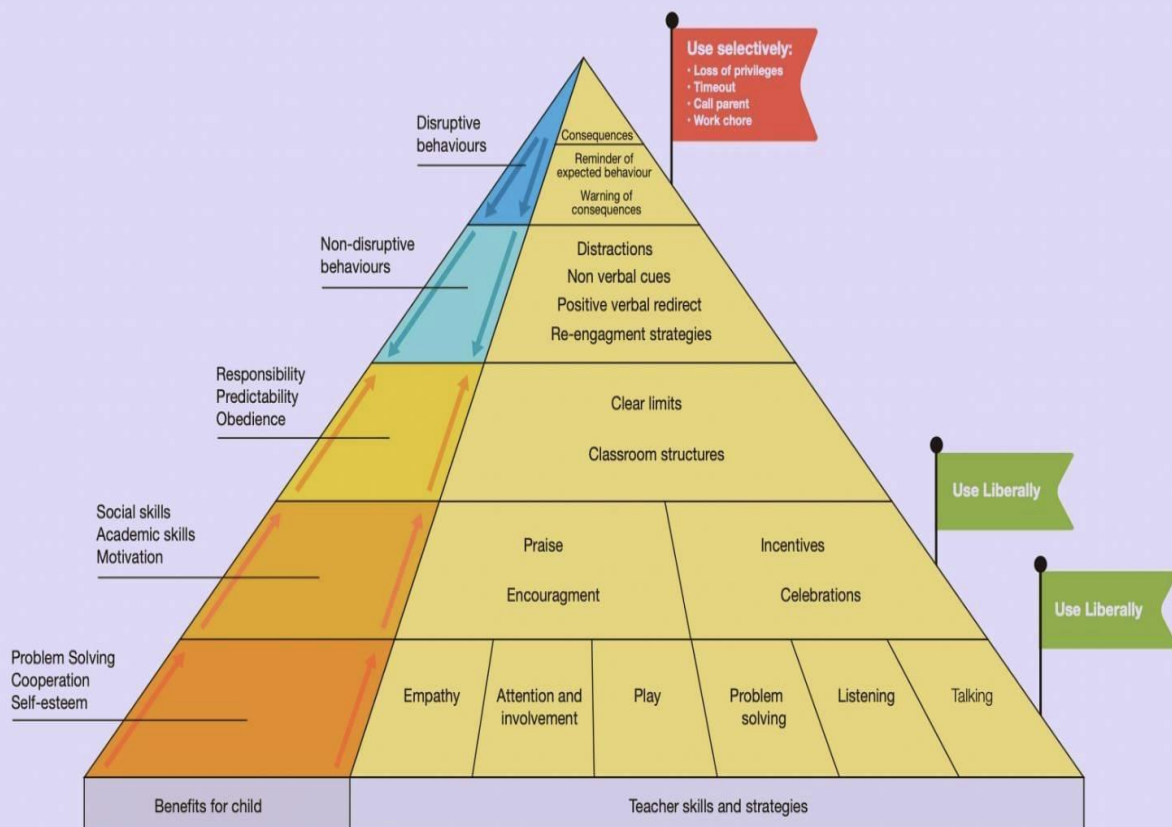 Use selectively:
• Loss of privileges
• Timeout
• Call parent
• Work chore
Disruptive
behaviours
Consequences
Reminder of
expected behaviour
Warning of
consequences
Non-disruptive
behaviours
Distractions
Non verbal cues
Positive verbal redirect
Re-engagment strategies
Responsibility
Predictability
Obedience
Clear limits
Classroom structures
Use Liberally
Social skills
Academic skills
Motivation
Praise
Encouragment
Incentives
Celebrations
Use Liberally
Problem Solving
Cooperation
Self-esteem
Empathy
Attention and
involvement
Play
Problem
solving
Listening
Talking
Benefits for child
Teacher skills and strategies